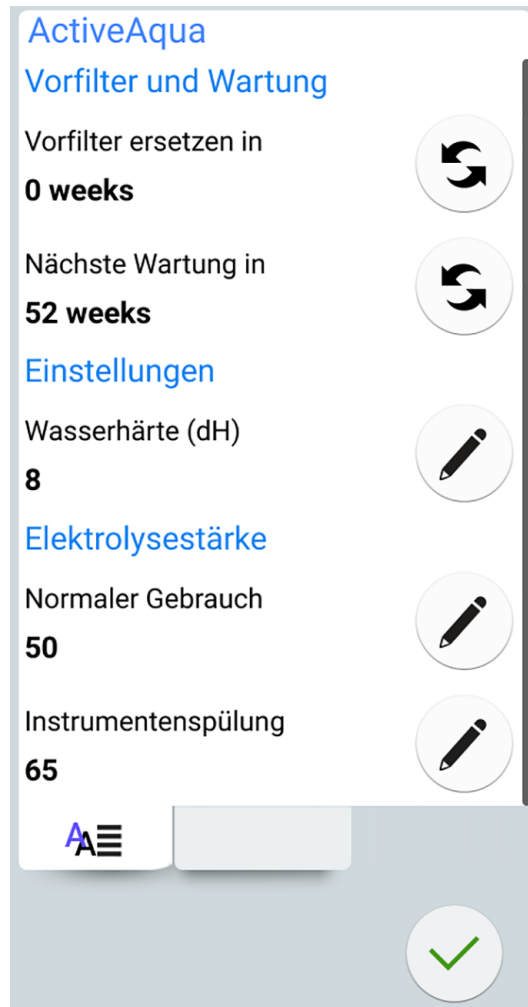 ActiveAqua
Vorfilter und Wartung
Vorfilter ersetzen in
0 weeks
Nächste Wartung in
52 weeks
Einstellungen
Wasserhärte (dH)
8
Elektrolysestärke
Normaler Gebrauch
50
Instrumentenspülung
65
AA